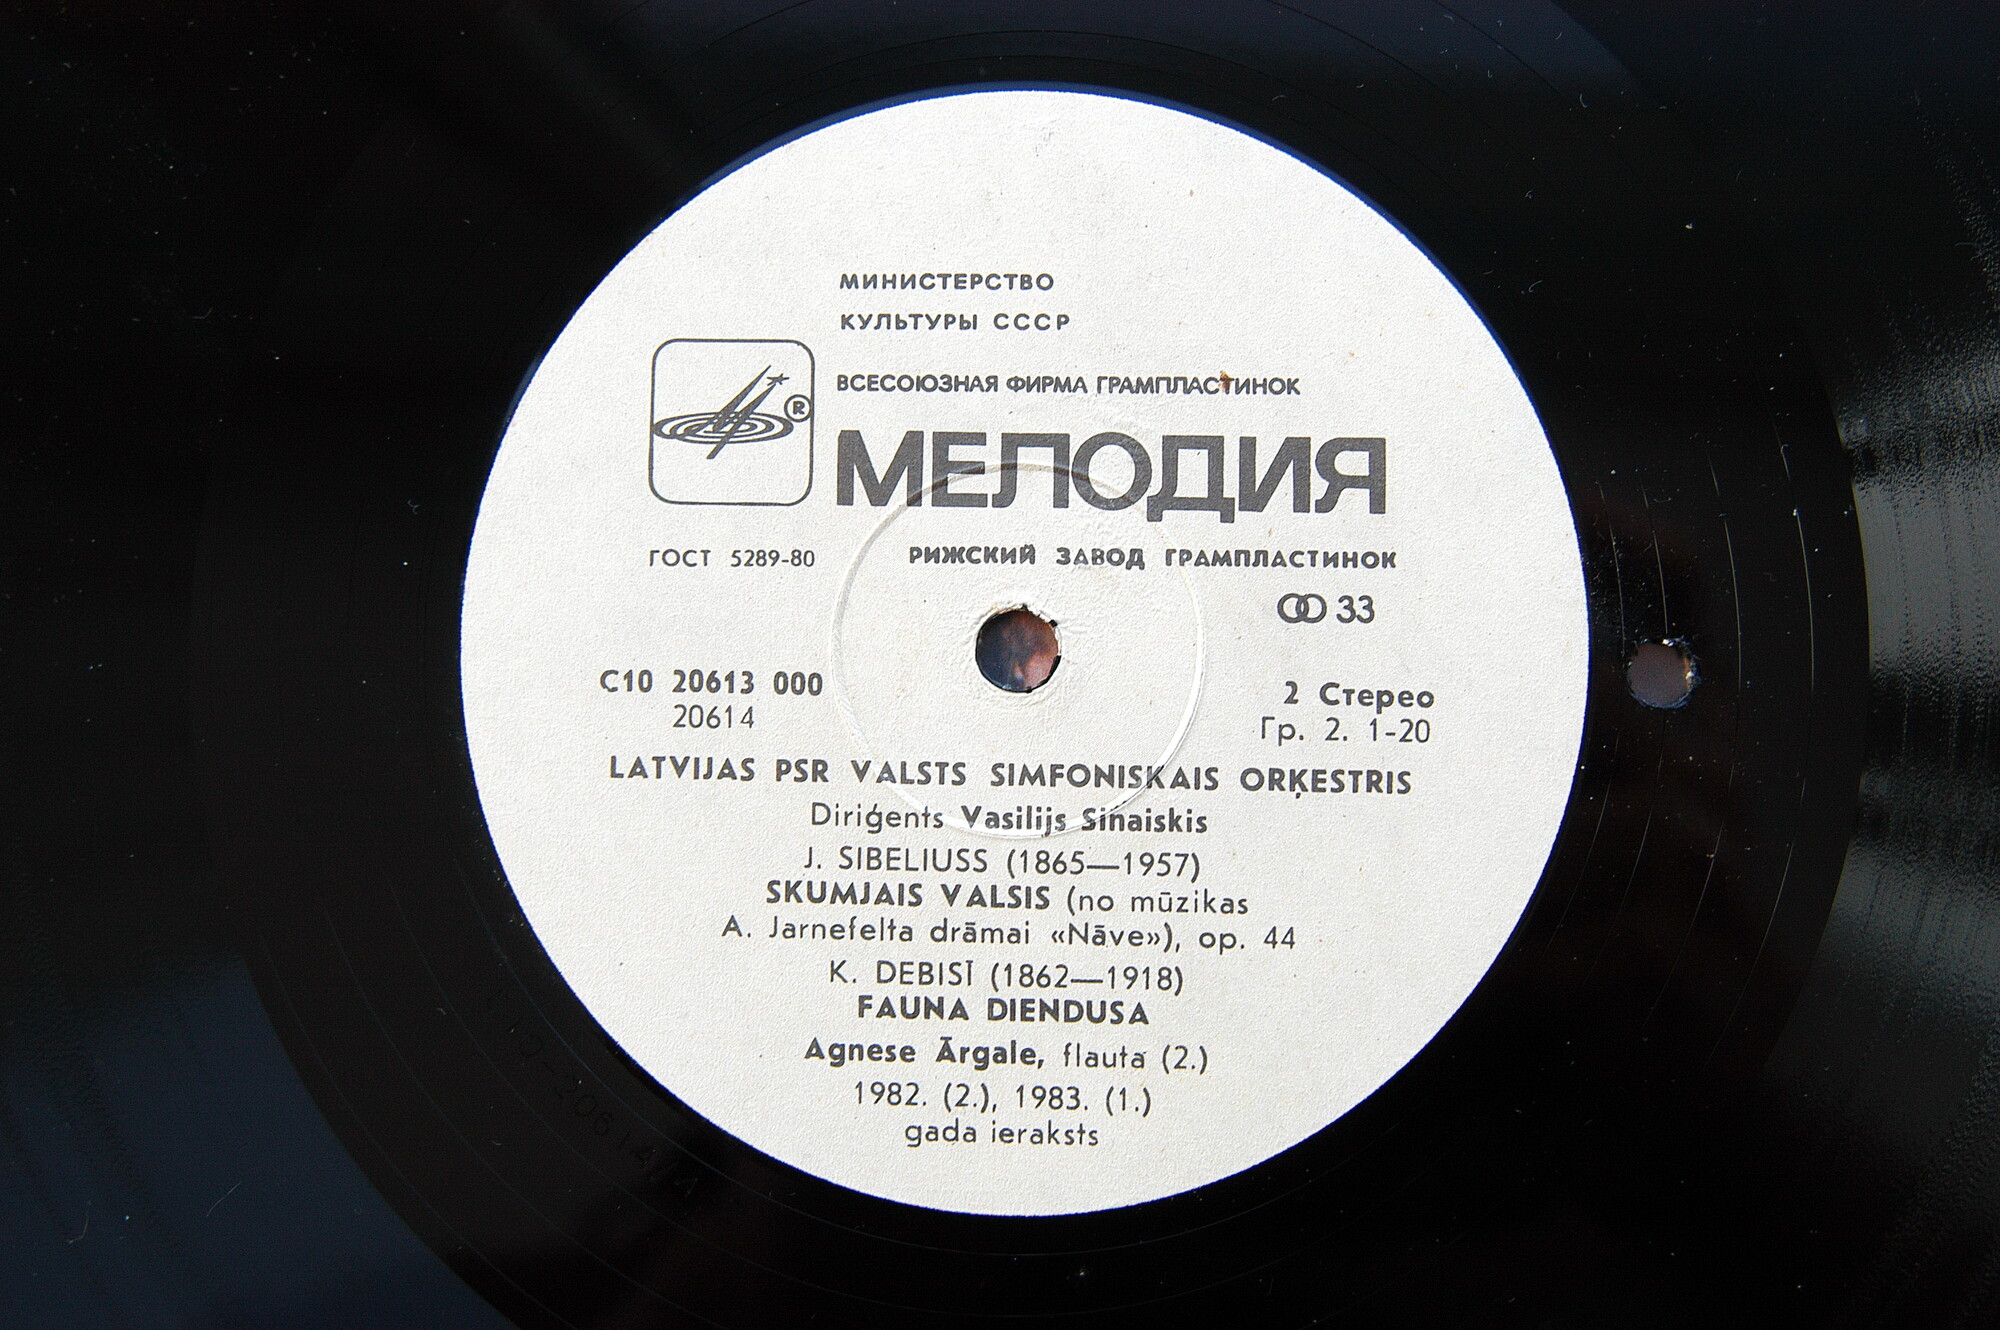 МИНИСТЕРСТВО
КУЛЬТУРЫ СССР
ВСЕСОЮЗНАЯ ФИРМА ГРАМПЛАСТИНОК
®
МЕЛОДИЯ
ГОСТ 5289-80
РИЖСКИЙ ЗАВОД ГРАМПЛАСТИНОК
33
С10 20613 000
20614
2 Стерео
Гр. 2. 1-20
LATVIJAS PSR VALSTS SIMFONISKAIS ORĶESTRIS
Diriģents Vasilijs Sinaiskis
J. SIBELIUSS (1865—1957)
SKUMJAIS VALSIS (no mūzikas
A. Jarnefelta drāmai «Nāve»), op. 44
K. DEBISĪ (1862—1918)
FAUNA DIENDUSA
Agnese Ārgale, flauta (2.)
1982. (2.), 1983. (1.)
gada ieraksts